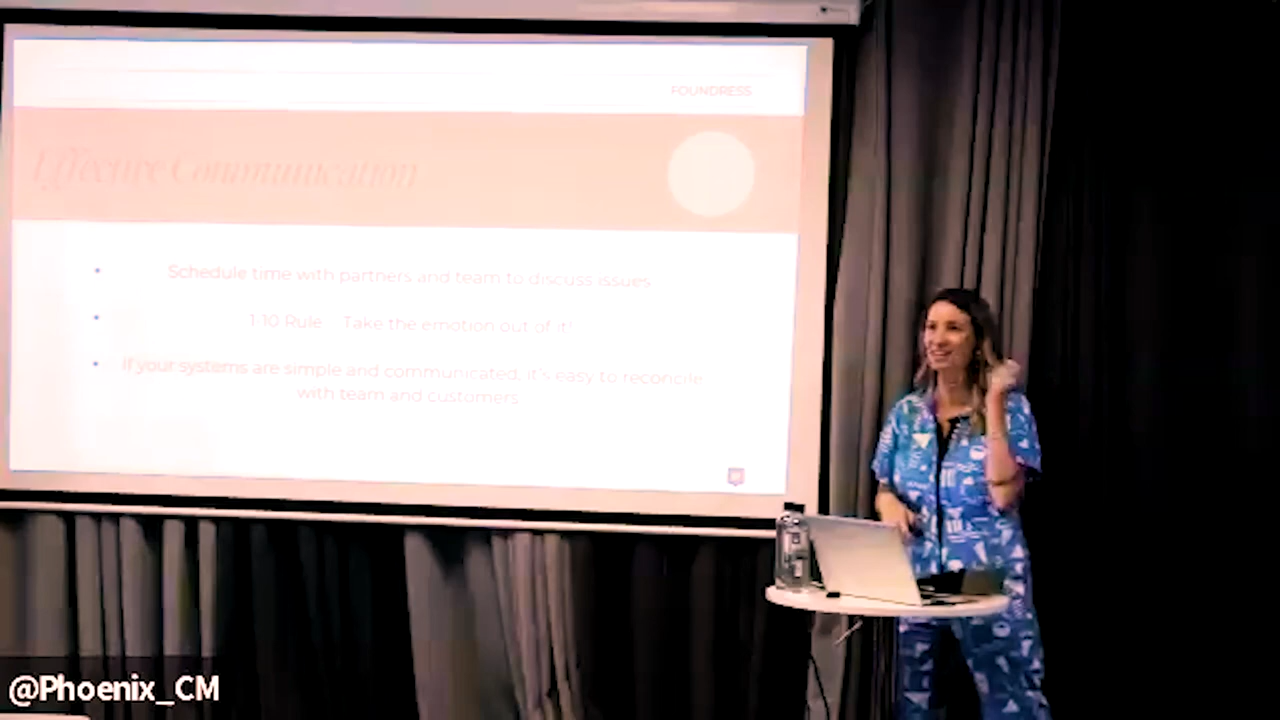 FOUNDRESS
Effective Communication
• Schedule time with partners and team to discuss issues
• 1-10 Rule Take the emotion out of it!
• If your systems are simple and communicated, it's easy to reconcile
with team and customers
@Phoenix_CM